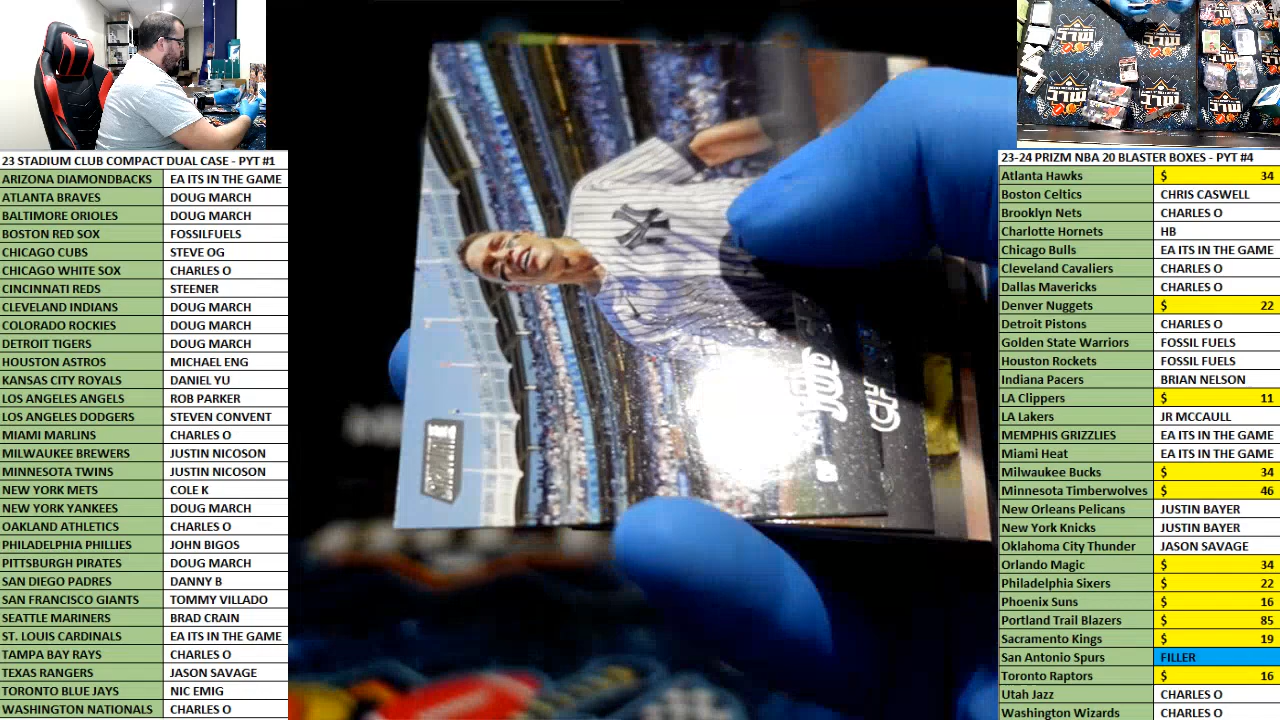 23 STADIUM CLUB COMPACT DUAL CASE - PYT #1
ARIZONA DIAMONDBACKS EA ITS IN THE GAME
ATLANTA BRAVES DOUG MARCH
BALTIMORE ORIOLES DOUG MARCH
BOSTON RED SOX FOSSILFUELS
CHICAGO CUBS STEVE OG
CHICAGO WHITE SOX CHARLES O
CINCINNATI REDS STEENER
CLEVELAND INDIANS DOUG MARCH
COLORADO ROCKIES DOUG MARCH
DETROIT TIGERS DOUG MARCH
HOUSTON ASTROS MICHAEL ENG
KANSAS CITY ROYALS DANIEL YU
LOS ANGELES ANGELS ROB PARKER
LOS ANGELES DODGERS STEVEN CONVENT
MIAMI MARLINS CHARLES O
MILWAUKEE BREWERS JUSTIN NICOSON
MINNESOTA TWINS JUSTIN NICOSON
NEW YORK METS COLE K
NEW YORK YANKEES DOUG MARCH
OAKLAND ATHLETICS CHARLES O
PHILADELPHIA PHILLIES JOHN BIGOS
PITTSBURGH PIRATES DOUG MARCH
SAN DIEGO PADRES DANNY B
SAN FRANCISCO GIANTS TOMMY VILLADO
SEATTLE MARINERS BRAD CRAIN
ST. LOUIS CARDINALS EA ITS IN THE GAME
TAMPA BAY RAYS CHARLES O
TEXAS RANGERS JASON SAVAGE
TORONTO BLUE JAYS NIC EMIG
WASHINGTON NATIONALS CHARLES O
NY
23-24 PRIZM NBA 20 BLASTER BOXES - PYT #4
Atlanta Hawks $ 34
Boston Celtics CHRIS CASWELL
Brooklyn Nets CHARLES O
Charlotte Hornets HB
Chicago Bulls EA ITS IN THE GAME
Cleveland Cavaliers CHARLES O
Dallas Mavericks CHARLES O
Denver Nuggets $ 22
Detroit Pistons CHARLES O
Golden State Warriors FOSSIL FUELS
Houston Rockets FOSSIL FUELS
Indiana Pacers BRIAN NELSON
LA Clippers $ 11
LA Lakers JR MCCAULL
MEMPHIS GRIZZLIES EA ITS IN THE GAME
Miami Heat EA ITS IN THE GAME
Milwaukee Bucks $ 34
Minnesota Timberwolves $ 46
New Orleans Pelicans JUSTIN BAYER
New York Knicks JUSTIN BAYER
Oklahoma City Thunder JASON SAVAGE
Orlando Magic $ 34
Philadelphia Sixers $ 22
Phoenix Suns $ 16
Portland Trail Blazers $ 85
Sacramento Kings $ 19
San Antonio Spurs FILLER
Toronto Raptors $ 16
Utah Jazz CHARLES O
Washington Wizards CHARLES O